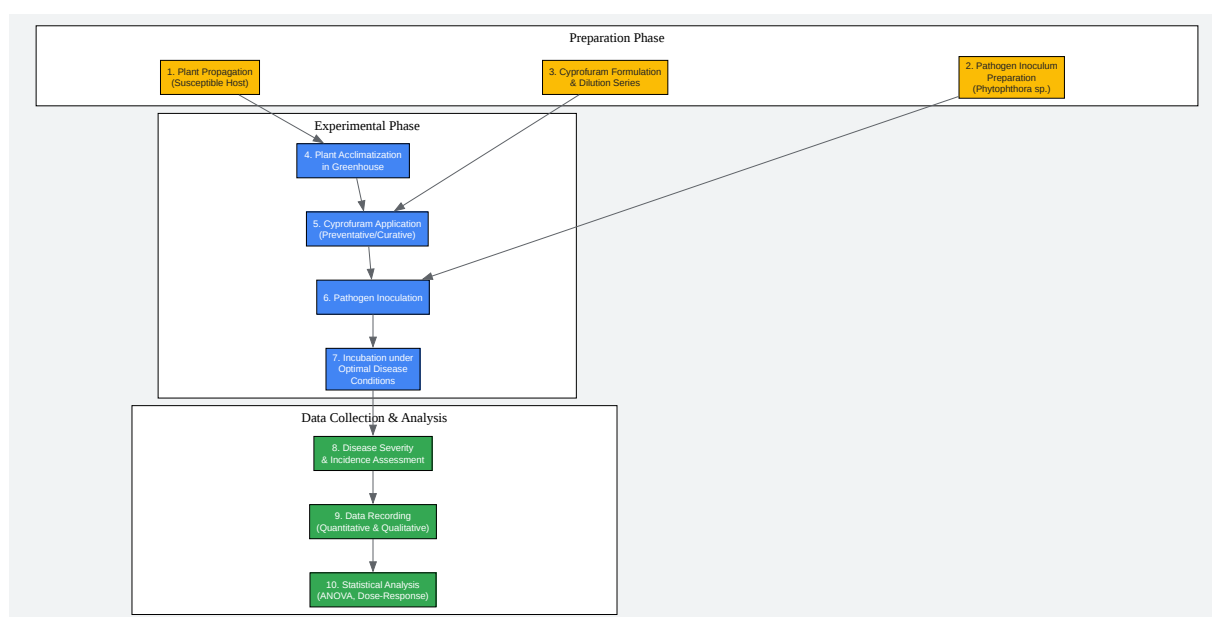 Preparation Phase
1. Plant Propagation
(Susceptible Host)
3. Cyprofuram Formulation
& Dilution Series
2. Pathogen Inoculum
Preparation
(Phytophthora sp.)
Experimental Phase
4. Plant Acclimatization
in Greenhouse
5. Cyprofuram Application
(Preventative/Curative)
6. Pathogen Inoculation
7. Incubation under
Optimal Disease
Conditions
Data Collection & Analysis
8. Disease Severity
& Incidence Assessment
9. Data Recording
(Quantitative & Qualitative)
10. Statistical Analysis
(ANOVA, Dose-Response)